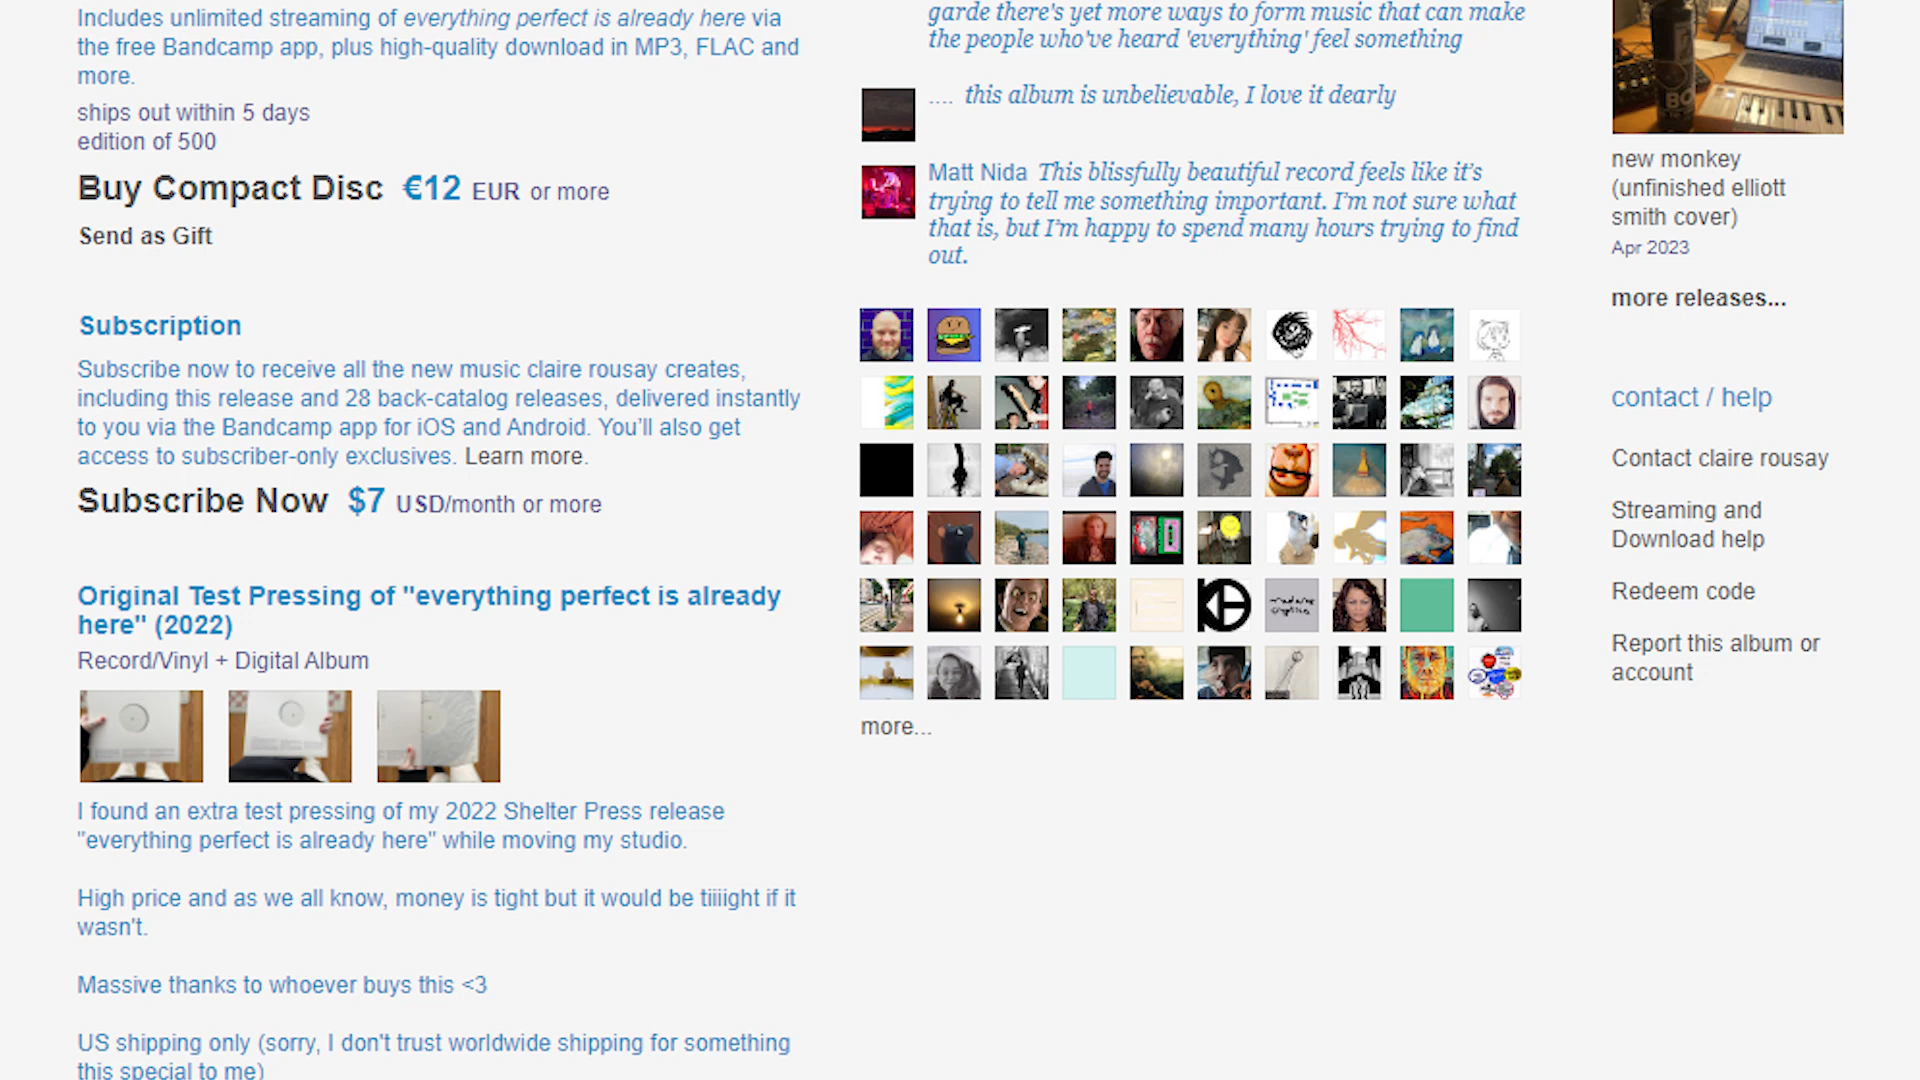 Includes unlimited streaming of everything perfect is already here via
the free Bandcamp app, plus high-quality download in MP3, FLAC and
more.
ships out within 5 days
edition of 500
Buy Compact Disc €12 EUR or more
Send as Gift
Subscription
Subscribe now to receive all the new music claire rousay creates,
including this release and 28 back-catalog releases, delivered instantly
to you via the Bandcamp app for iOS and Android. You’ll also get
access to subscriber-only exclusives. Learn more.
Subscribe Now $7 USD/month or more
Original Test Pressing of "everything perfect is already
here" (2022)
Record/Vinyl + Digital Album
I found an extra test pressing of my 2022 Shelter Press release
"everything perfect is already here" while moving my studio.
High price and as we all know, money is tight but it would be tiiiight if it
wasn't.
Massive thanks to whoever buys this <3
US shipping only (sorry, I don't trust worldwide shipping for something
this special to me)
garde there's yet more ways to form music that can make
the people who've heard 'everything' feel something
.... this album is unbelievable, I love it dearly
Matt Nida This blissfully beautiful record feels like it’s
trying to tell me something important. I’m not sure what
that is, but I’m happy to spend many hours trying to find
out.
more...
new monkey
(unfinished elliott
smith cover)
Apr 2023
more releases...
contact / help
Contact claire rousay
Streaming and
Download help
Redeem code
Report this album or
account